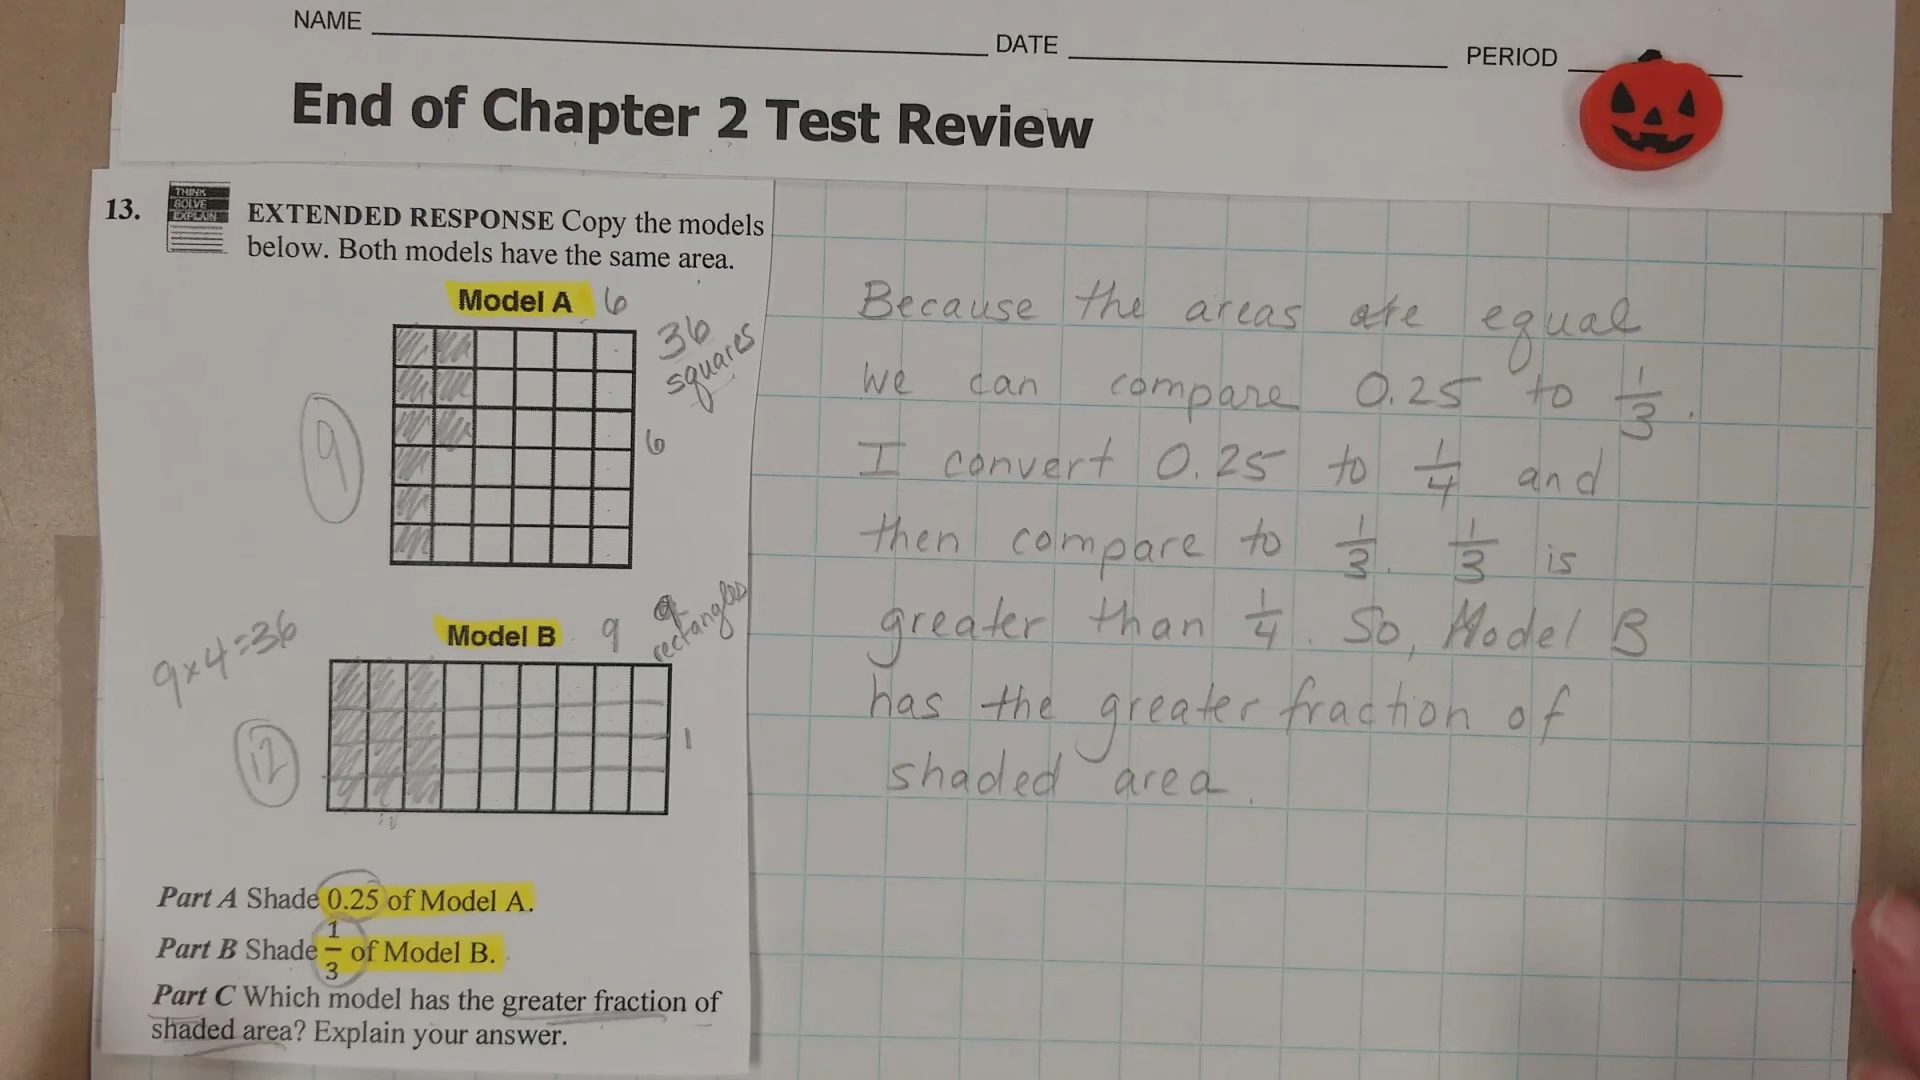 NAME DATE PERIOD
End of Chapter 2 Test Review
13. THINK SOLVE EXPLAIN
EXTENDED RESPONSE Copy the models
below. Both models have the same area.
Model A 6
36
squares
9
6
Model B 9
9
rectangles
9×4=36
12
1
Part A Shade 0.25 of Model A.
Part B Shade 1/3 of Model B.
Part C Which model has the greater fraction of
shaded area? Explain your answer.
Because the areas are equal
we can compare 0.25 to 1/3.
I convert 0.25 to 1/4 and
then compare to 1/3. 1/3 is
greater than 1/4. So, Model B
has the greater fraction of
shaded area.